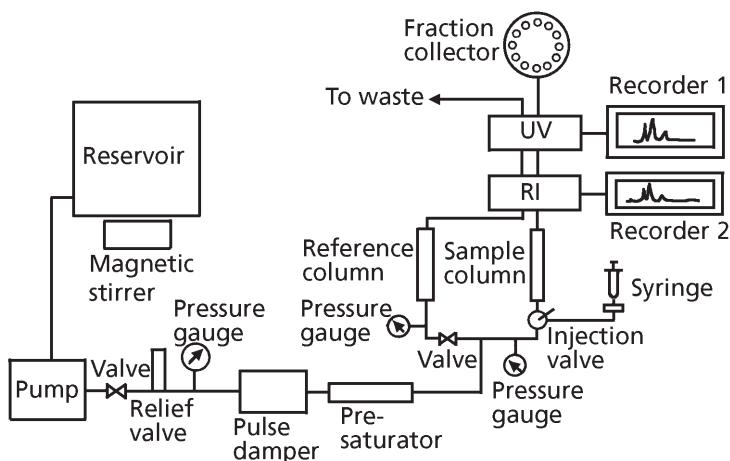 Fraction
collector
To waste
Recorder 1
UV
Reservoir
RI
Recorder 2
Magnetic
stirrer
Reference
column
Sample
column
Syringe
Pressure
gauge
Pressure
gauge
Valve
Injection
valve
Pump
Valve
Relief
valve
Pulse
damper
Pre-
saturator
Pressure
gauge